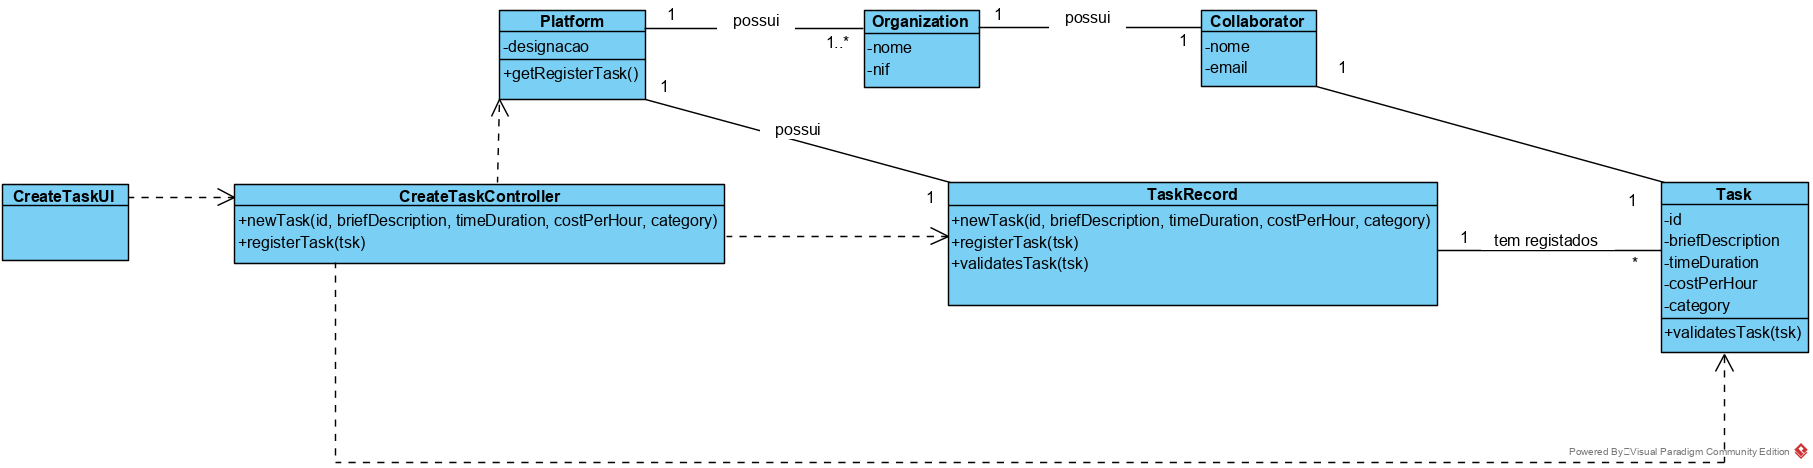 Platform
-designacao
+getRegisterTask()
1
possui
1..*
Organization
-nome
-nif
1
possui
1
Collaborator
-nome
-email
1
1
possui
1
CreateTaskUI
CreateTaskController
+newTask(id, briefDescription, timeDuration, costPerHour, category)
+registerTask(tsk)
TaskRecord
+newTask(id, briefDescription, timeDuration, costPerHour, category)
+registerTask(tsk)
+validatesTask(tsk)
1
tem registados
*
1
Task
-id
-briefDescription
-timeDuration
-costPerHour
-category
+validatesTask(tsk)
Powered By Visual Paradigm Community Edition